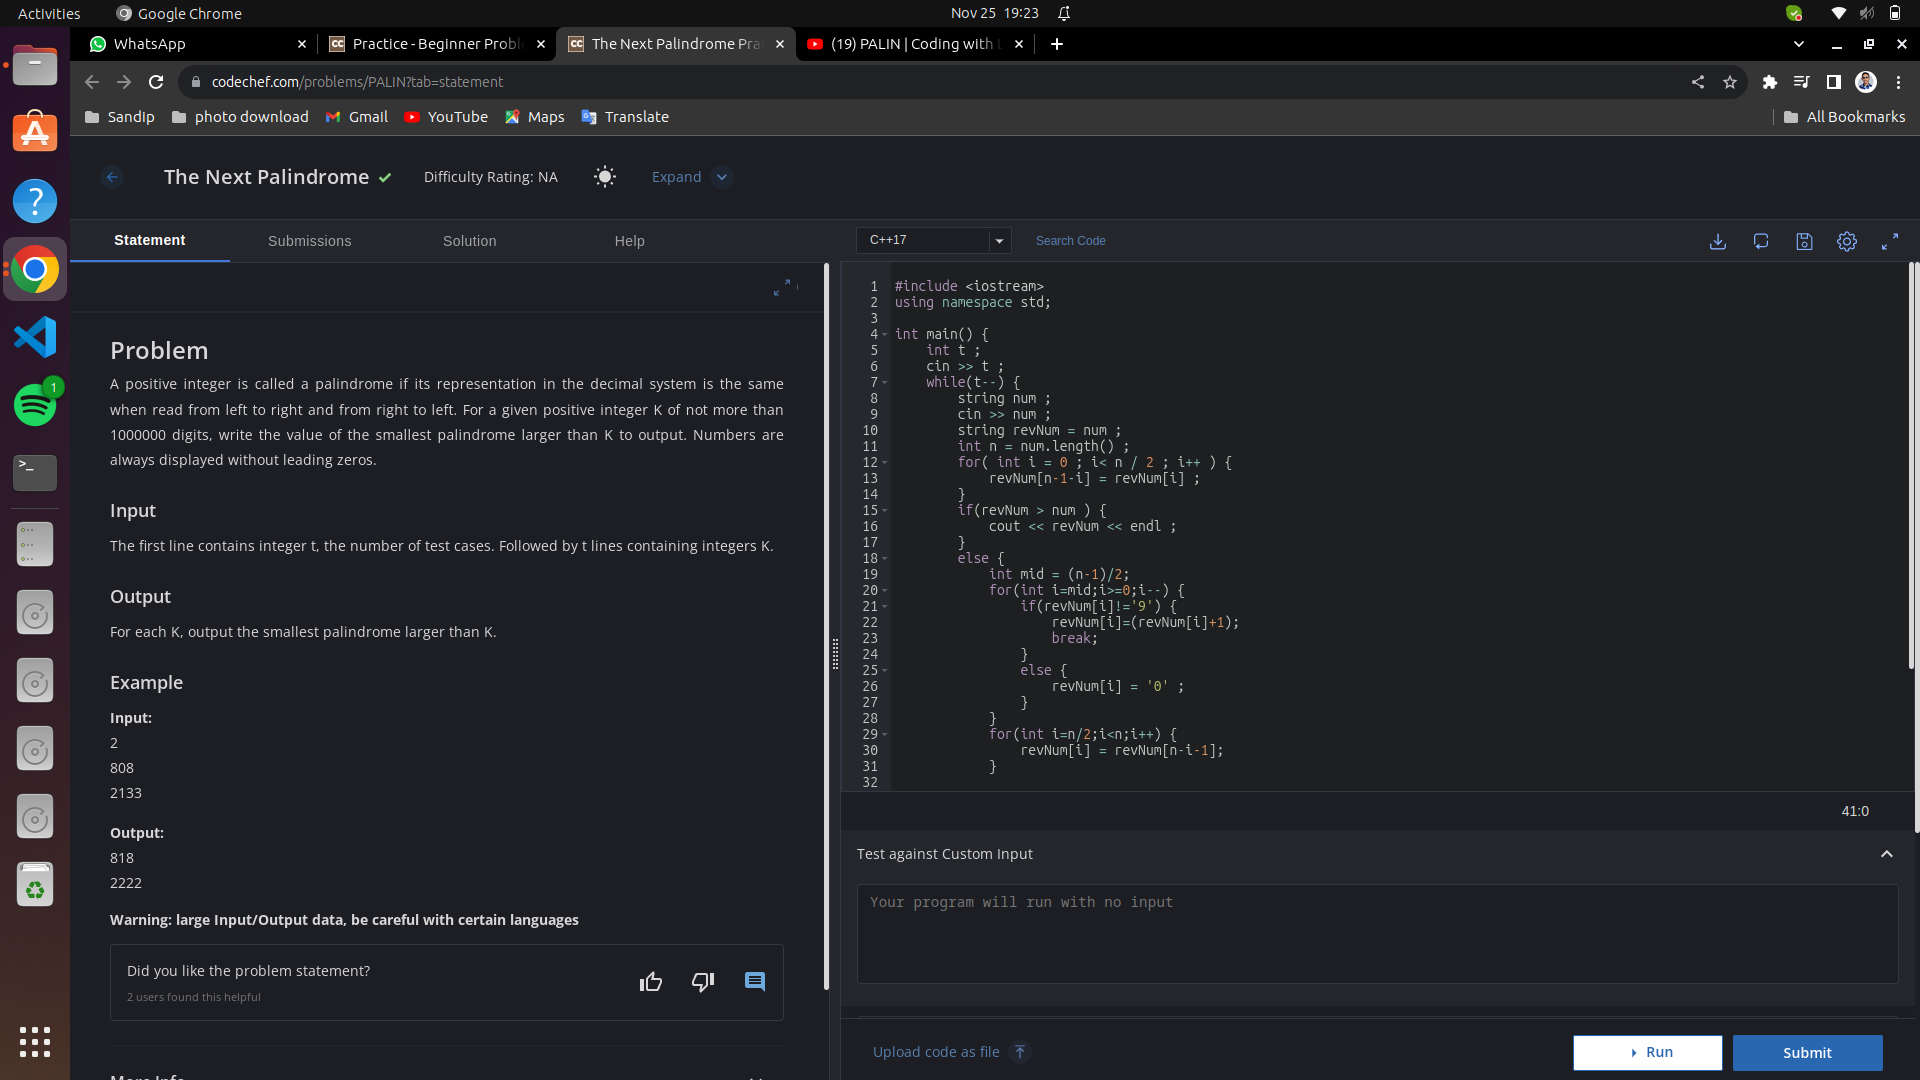 Activities
Google Chrome
Nov 25 19:23
WhatsApp
Practice - Beginner Probl
The Next Palindrome Pra
(19) PALIN | Coding with L
codechef.com/problems/PALIN?tab=statement
Sandip
photo download
Gmail
YouTube
Maps
Translate
All Bookmarks
The Next Palindrome
Difficulty Rating: NA
Expand
Statement
Submissions
Solution
Help
C++17
Search Code
Problem
A positive integer is called a palindrome if its representation in the decimal system is the same
when read from left to right and from right to left. For a given positive integer K of not more than
1000000 digits, write the value of the smallest palindrome larger than K to output. Numbers are
always displayed without leading zeros.
Input
The first line contains integer t, the number of test cases. Followed by t lines containing integers K.
Output
For each K, output the smallest palindrome larger than K.
Example
Input:
2
808
2133
Output:
818
2222
Warning: large Input/Output data, be careful with certain languages
Did you like the problem statement?
2 users found this helpful
More Info
1 #include <iostream>
2 using namespace std;
3
4 int main() {
5 int t ;
6 cin >> t ;
7 while(t--) {
8 string num ;
9 cin >> num ;
10 string revNum = num ;
11 int n = num.length() ;
12 for( int i = 0 ; i< n / 2 ; i++ ) {
13 revNum[n-1-i] = revNum[i] ;
14 }
15 if(revNum > num ) {
16 cout << revNum << endl ;
17 }
18 else {
19 int mid = (n-1)/2;
20 for(int i=mid;i>=0;i--) {
21 if(revNum[i]!='9') {
22 revNum[i]=(revNum[i]+1);
23 break;
24 }
25 else {
26 revNum[i] = '0' ;
27 }
28 }
29 for(int i=n/2;i<n;i++) {
30 revNum[i] = revNum[n-i-1];
31 }
32
41:0
Test against Custom Input
Your program will run with no input
Upload code as file
Run
Submit
1